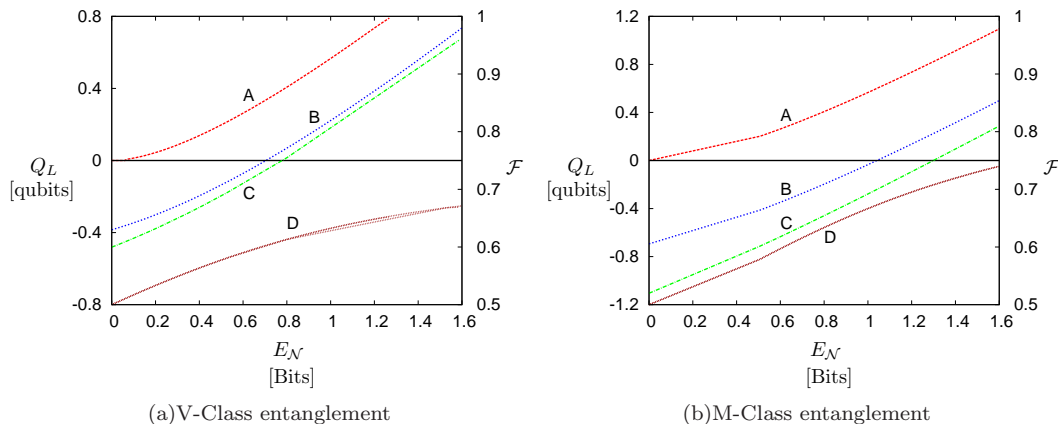 0.8
0.4
0
-0.4
-0.8
Q_L
[qubits]
A
B
C
D
1
0.9
0.8
0.7
0.6
0.5
ℱ
0 0.2 0.4 0.6 0.8 1 1.2 1.4 1.6
E_𝒩
[Bits]
(a)V-Class entanglement
1.2
0.8
0.4
0
-0.4
-0.8
-1.2
Q_L
[qubits]
A
B
C
D
1
0.9
0.8
0.7
0.6
0.5
ℱ
0 0.2 0.4 0.6 0.8 1 1.2 1.4 1.6
E_𝒩
[Bits]
(b)M-Class entanglement